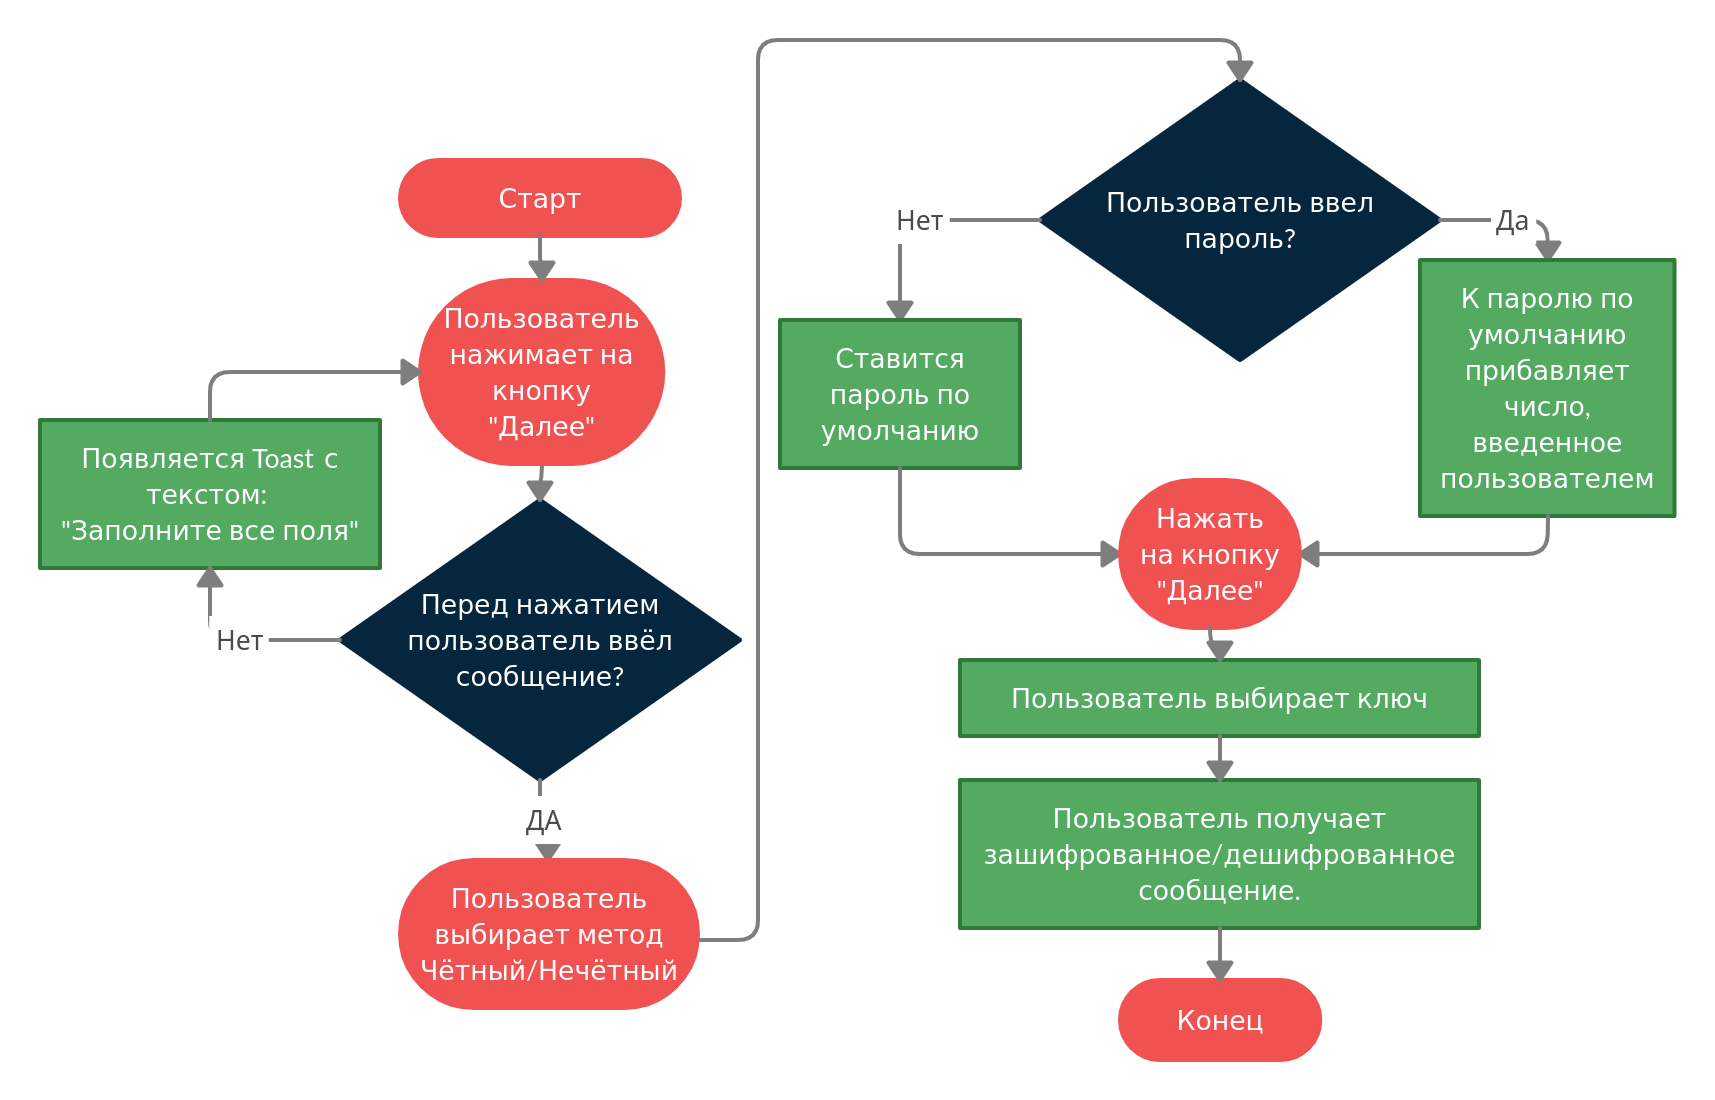 Старт
Пользователь
нажимает на
кнопку
"Далее"
Появляется Toast с
текстом:
"Заполните все поля"
Перед нажатием
пользователь ввёл
сообщение?
Нет
ДА
Пользователь
выбирает метод
Чётный/Нечётный
Пользователь ввел
пароль?
Нет
Да
Ставится
пароль по
умолчанию
К паролю по
умолчанию
прибавляет
число,
введенное
пользователем
Нажать
на кнопку
"Далее"
Пользователь выбирает ключ
Пользователь получает
зашифрованное/дешифрованное
сообщение.
Конец